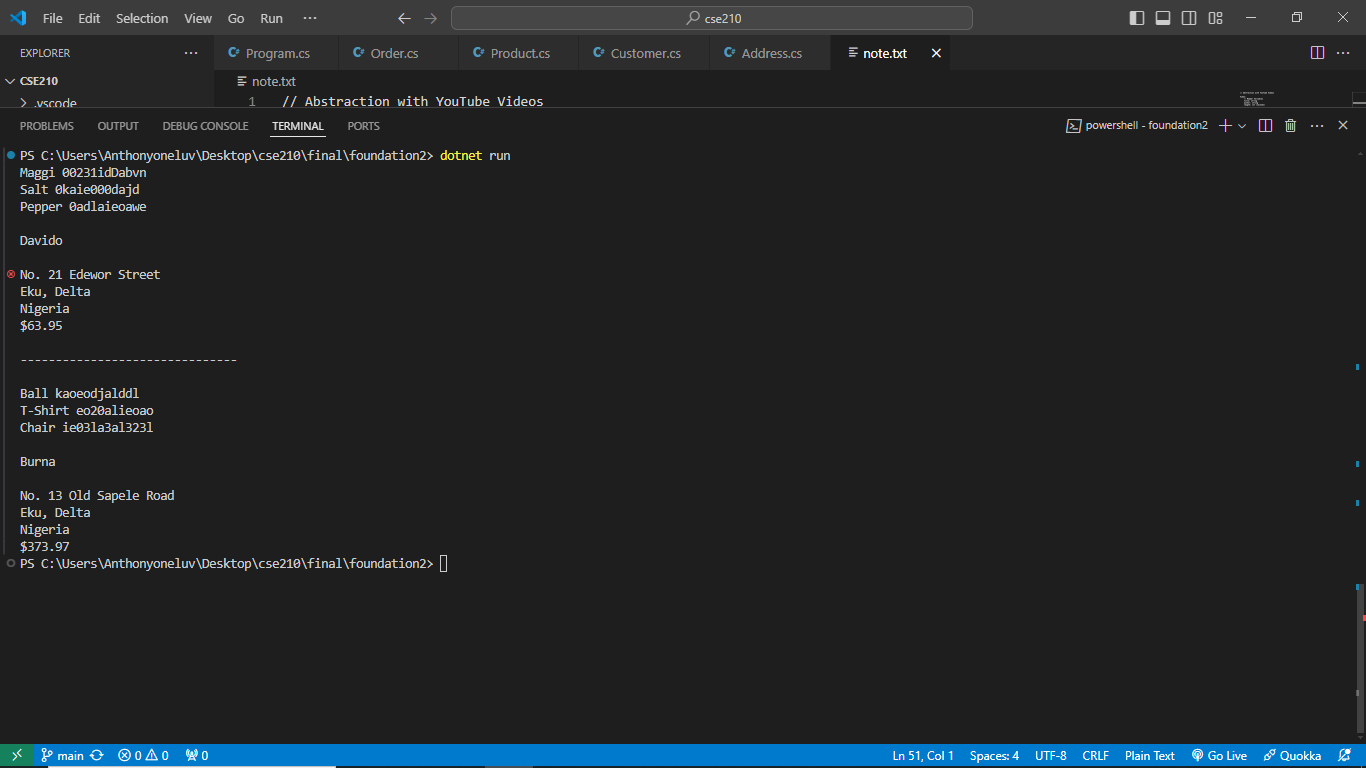 File Edit Selection View Go Run ··· cse210
EXPLORER ···
Program.cs Order.cs Product.cs Customer.cs Address.cs note.txt
CSE210
note.txt
.vscode
1 // Abstraction with YouTube Videos
PROBLEMS OUTPUT DEBUG CONSOLE TERMINAL PORTS powershell - foundation2
PS C:\Users\Anthonyoneluv\Desktop\cse210\final\foundation2> dotnet run
Maggi 00231idDabvn
Salt 0kaie000dajd
Pepper 0adlaieoawe
Davido
No. 21 Edewor Street
Eku, Delta
Nigeria
$63.95
-------------------------------
Ball kaoeodjalddl
T-Shirt eo20alieoao
Chair ie03la3al323l
Burna
No. 13 Old Sapele Road
Eku, Delta
Nigeria
$373.97
PS C:\Users\Anthonyoneluv\Desktop\cse210\final\foundation2>
main 0 0 0 Ln 51, Col 1 Spaces: 4 UTF-8 CRLF Plain Text Go Live Quokka